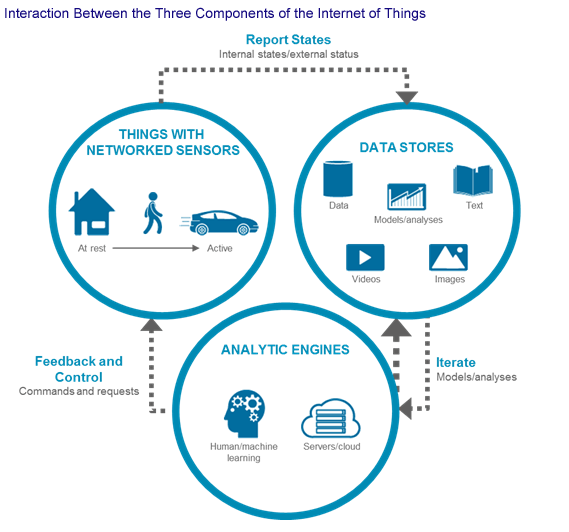 Interaction Between the Three Components of the Internet of Things
Report States
Internal states/external status
THINGS WITH
NETWORKED SENSORS
At rest
Active
DATA STORES
Data
Models/analyses
Text
Videos
Images
Feedback and
Control
Commands and requests
ANALYTIC ENGINES
Human/machine
learning
Servers/cloud
Iterate
Models/analyses